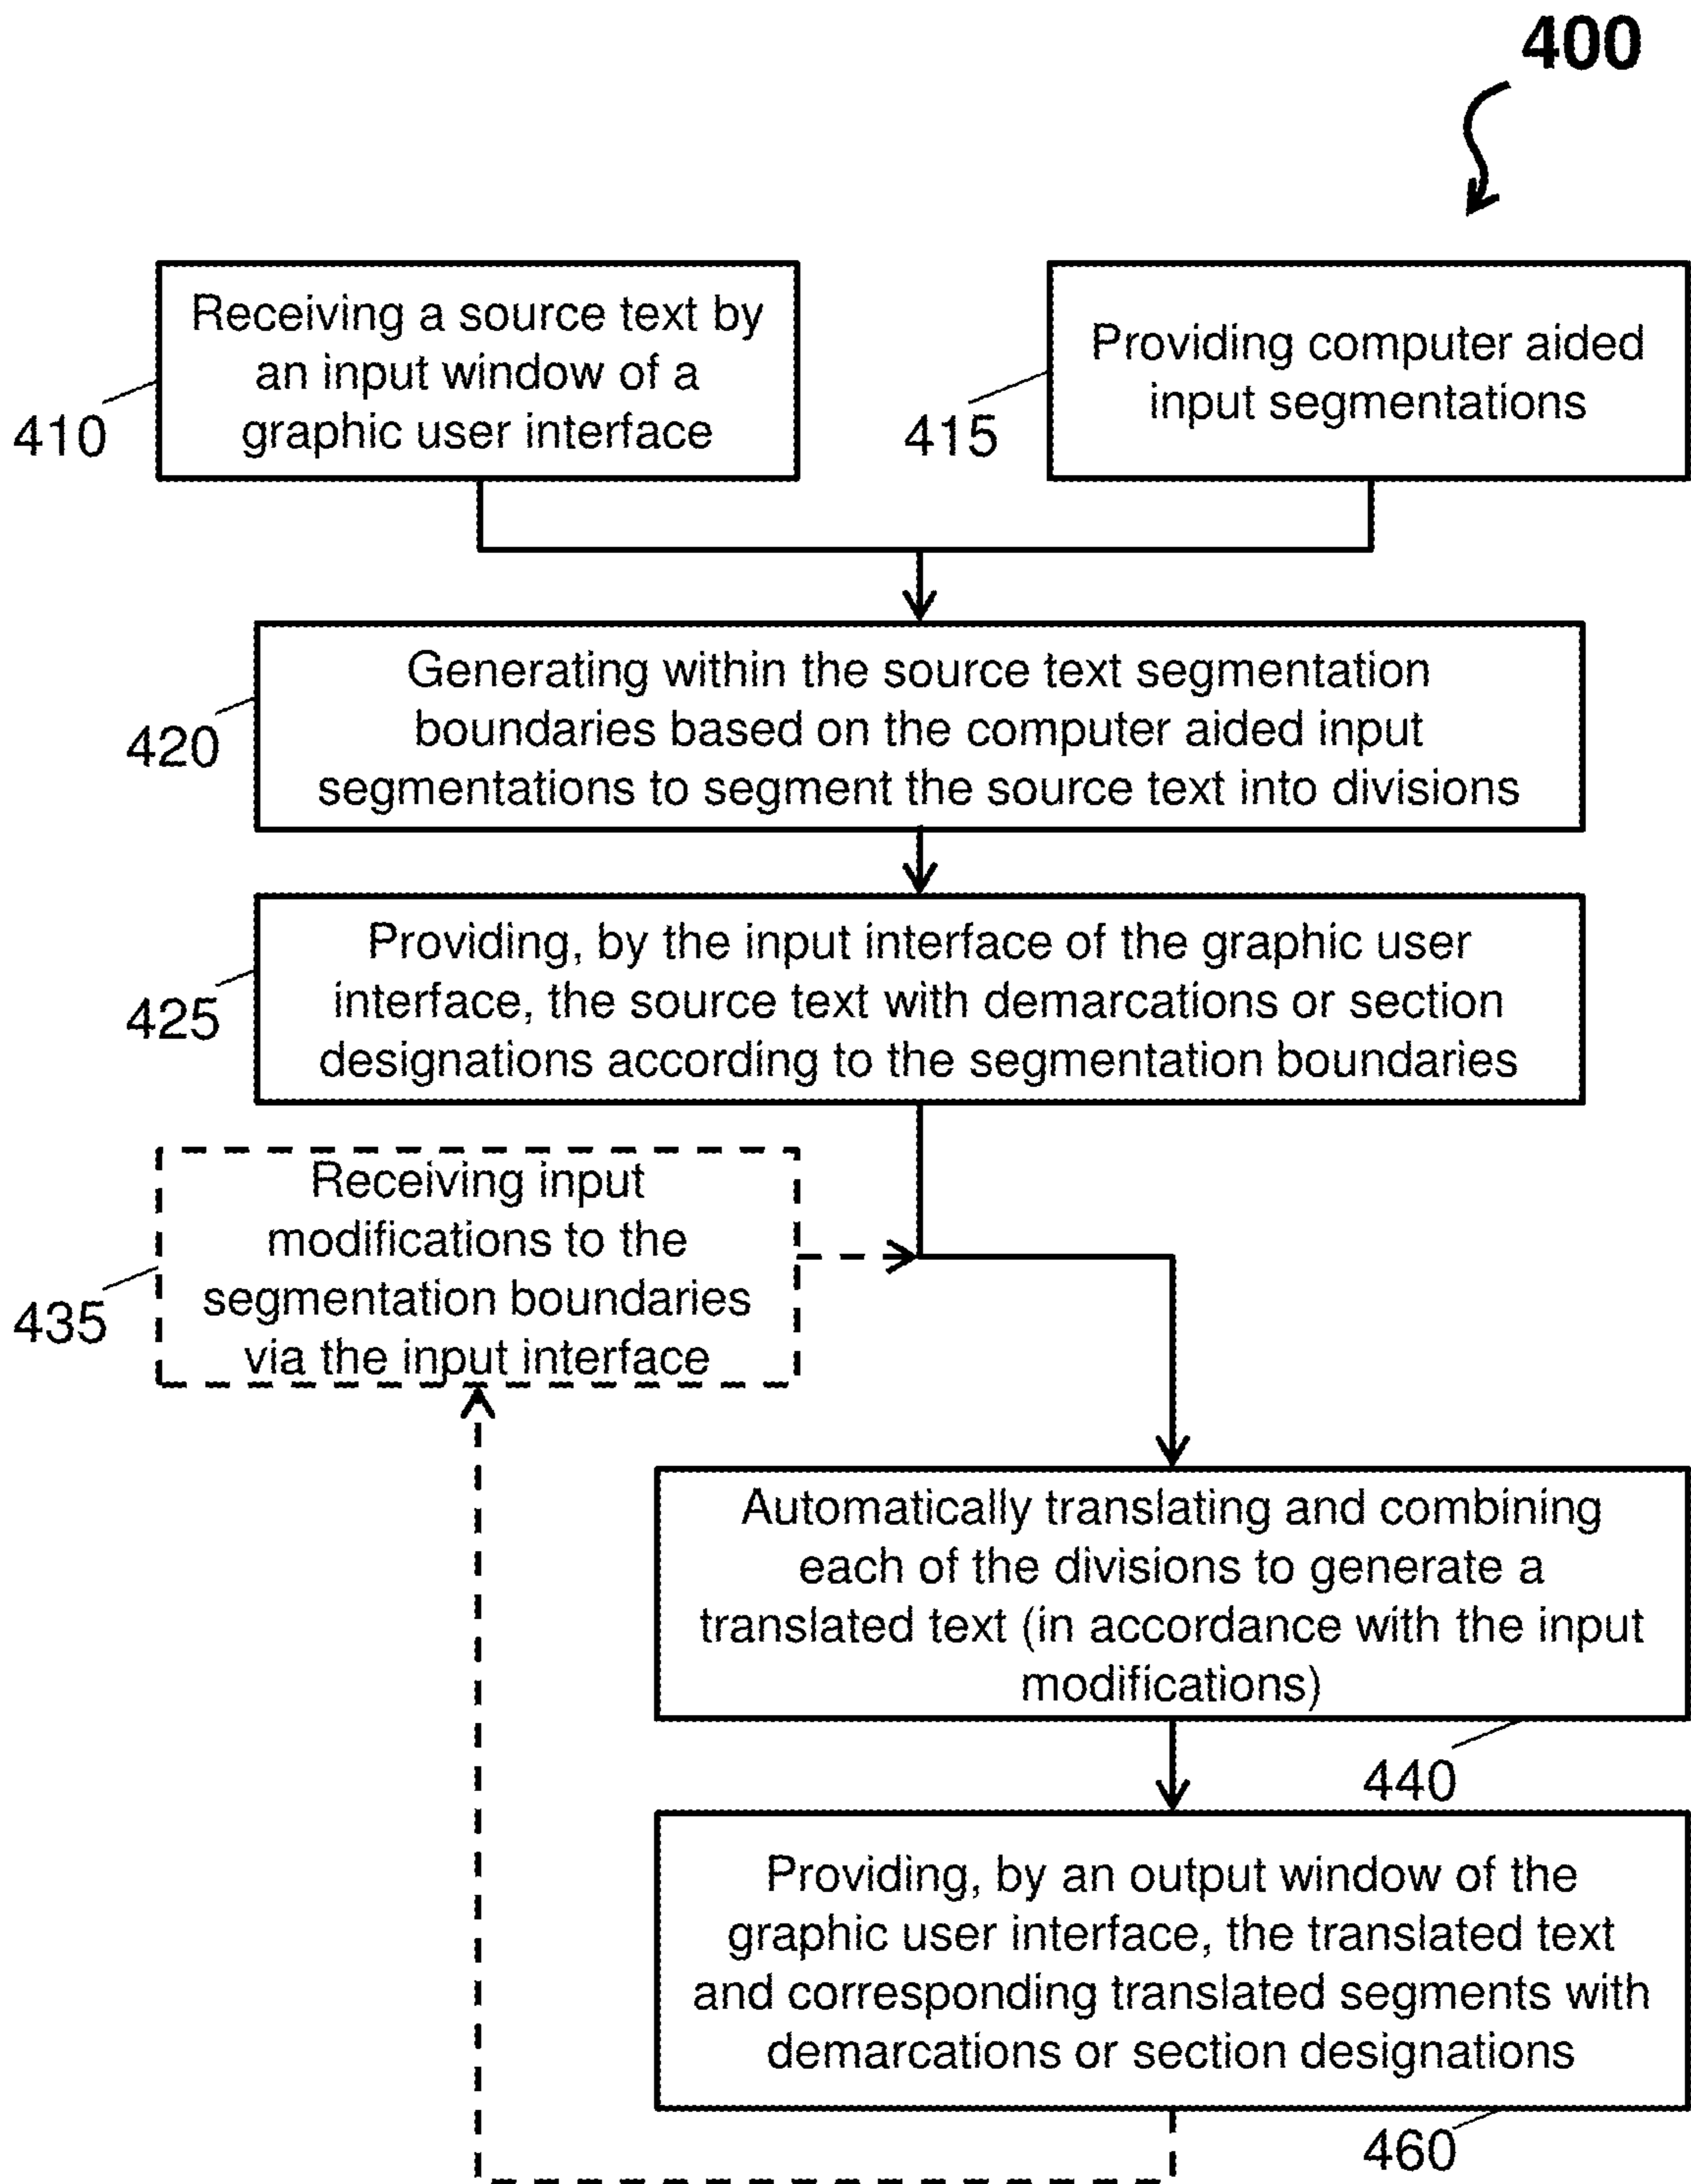 400
Receiving a source text by
an input window of a
graphic user interface
410
Providing computer aided
input segmentations
415
Generating within the source text segmentation
boundaries based on the computer aided input
segmentations to segment the source text into divisions
420
Providing, by the input interface of the graphic user
interface, the source text with demarcations or section
designations according to the segmentation boundaries
425
Receiving input
modifications to the
segmentation boundaries
via the input interface
435
Automatically translating and combining
each of the divisions to generate a
translated text (in accordance with the input
modifications)
440
Providing, by an output window of the
graphic user interface, the translated text
and corresponding translated segments with
demarcations or section designations
460